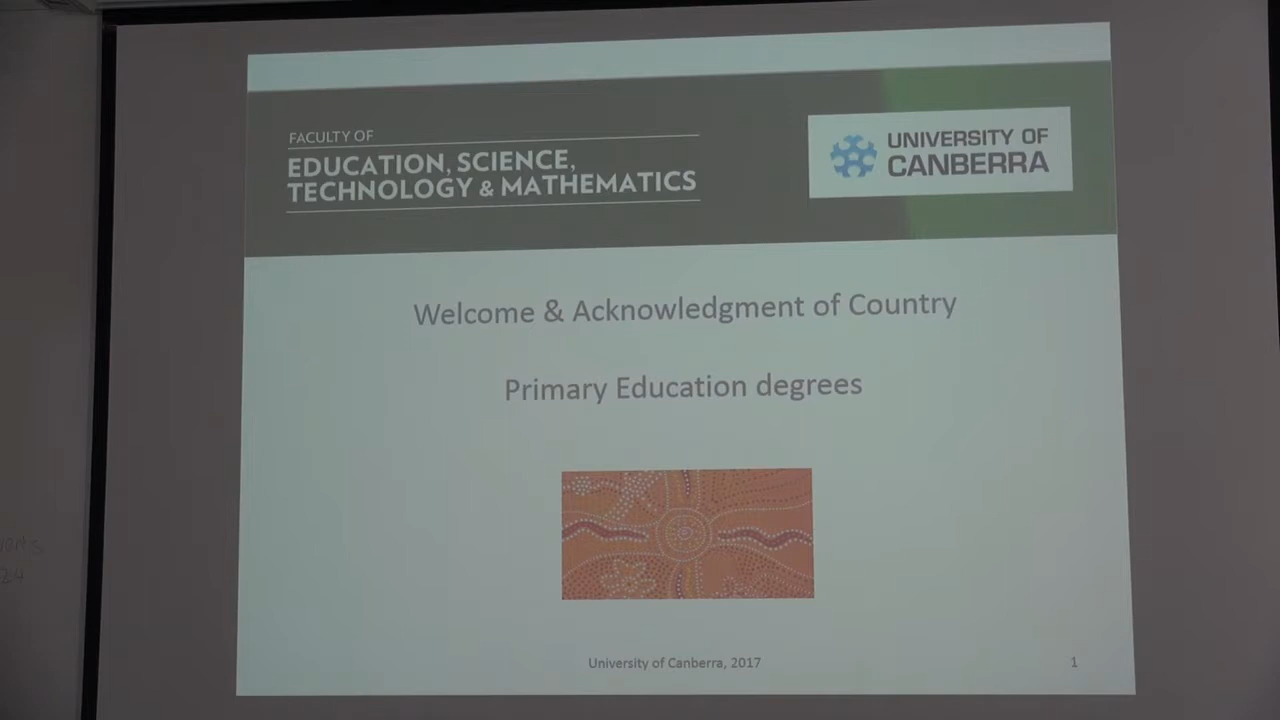 FACULTY OF
EDUCATION, SCIENCE,
TECHNOLOGY & MATHEMATICS
UNIVERSITY OF
CANBERRA
Welcome & Acknowledgment of Country
Primary Education degrees
University of Canberra, 2017
1